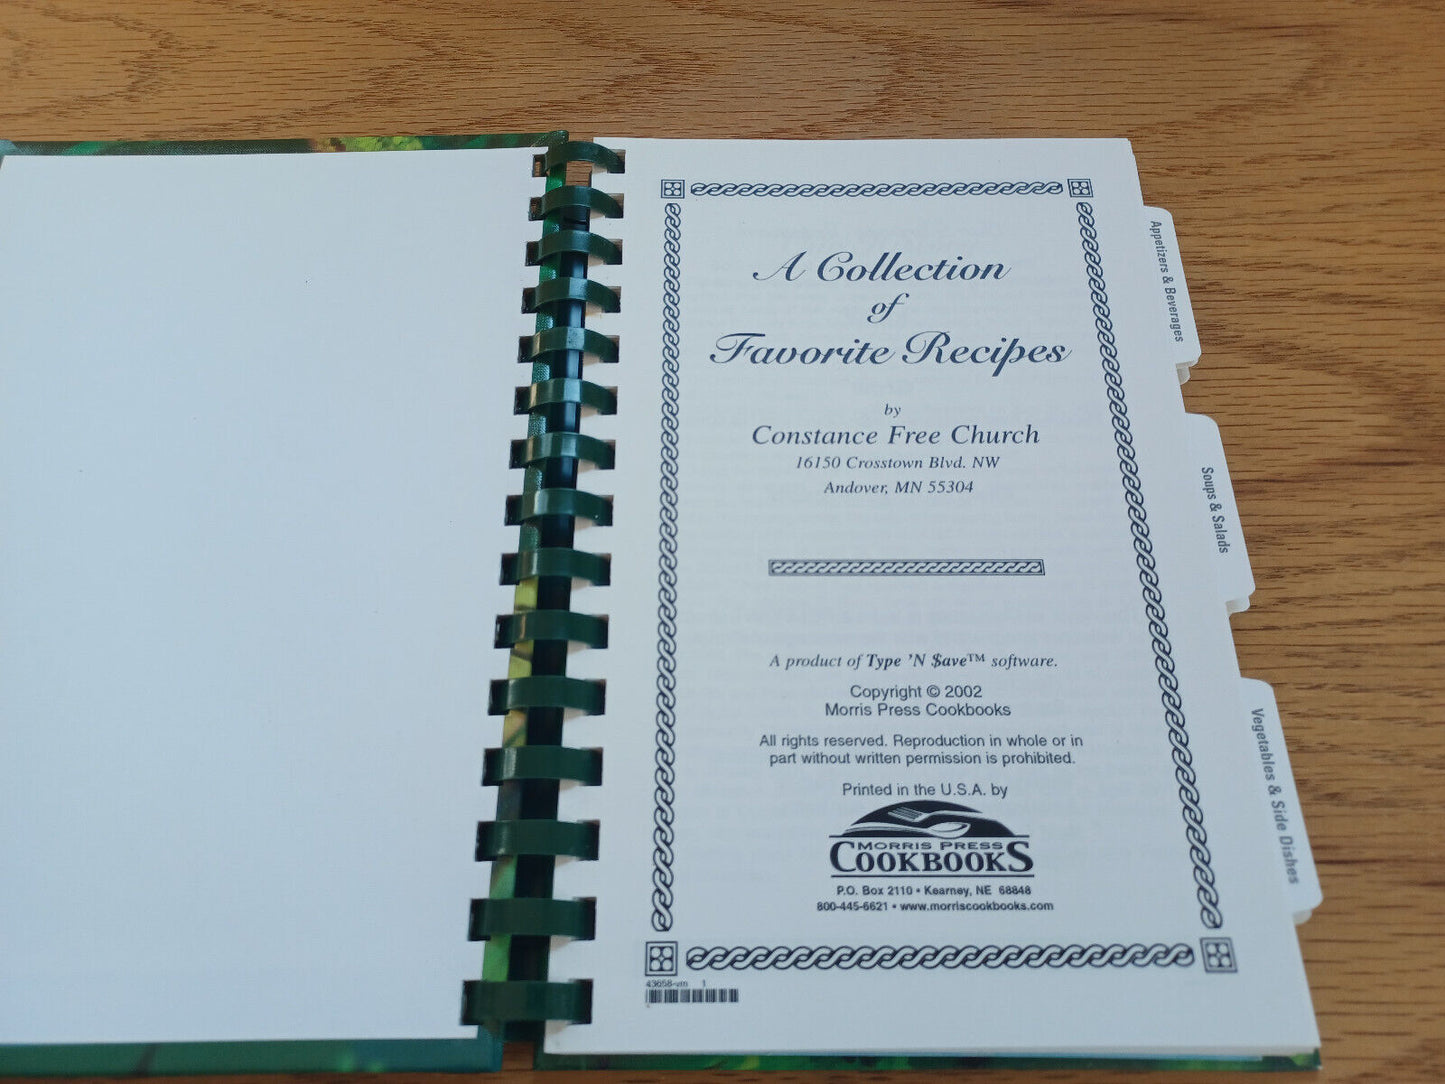 A Collection
of
Favorite Recipes
by
Constance Free Church
16150 Crosstown Blvd. NW
Andover, MN 55304
A product of Type 'N $ave™ software.
Copyright © 2002
Morris Press Cookbooks
All rights reserved. Reproduction in whole or in
part without written permission is prohibited.
Printed in the U.S.A. by
MORRIS PRESS
COOKBOOKS
P.O. Box 2110 • Kearney, NE 68848
800-445-6621 • www.morriscookbooks.com
43658-vm 1
Appetizers & Beverages
Soups & Salads
Vegetables & Side Dishes